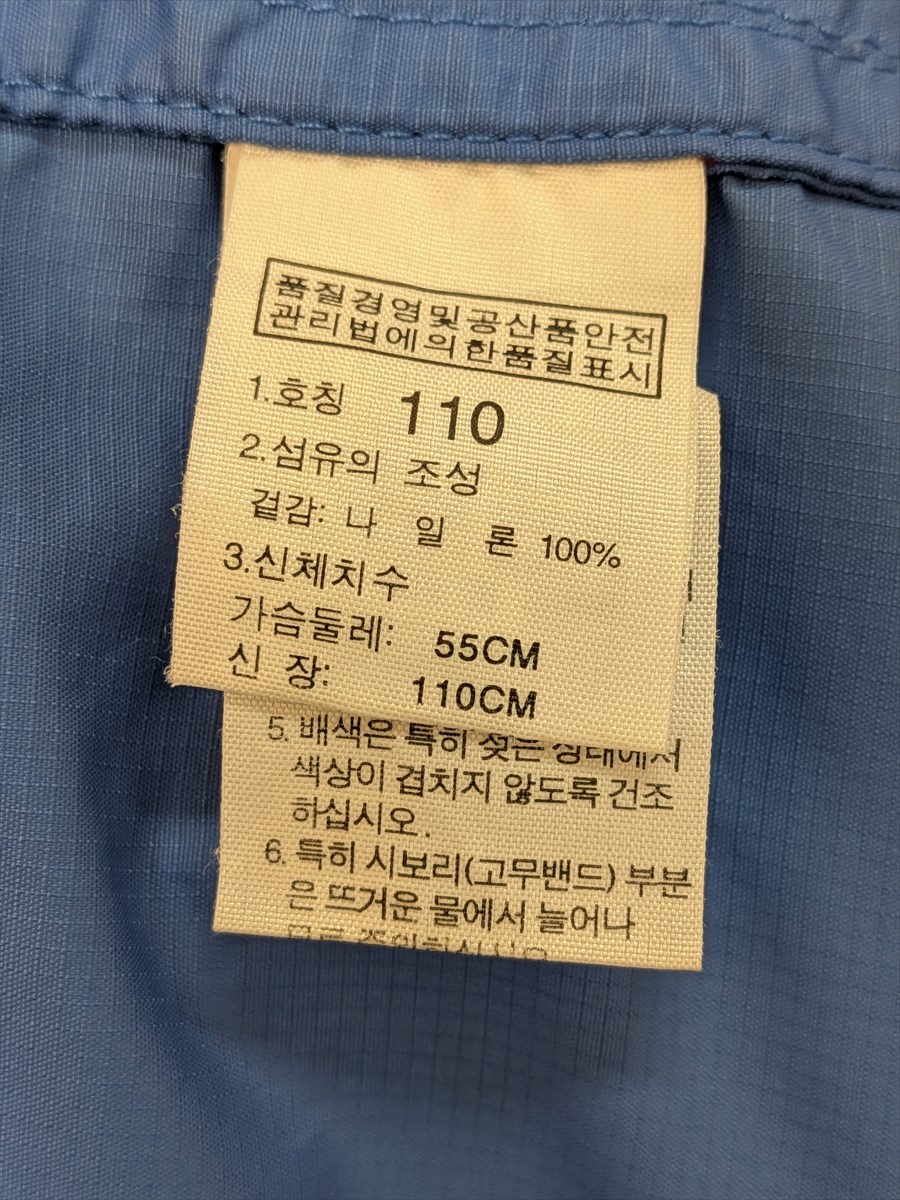 품질경영및공산품안전
관리법에의한품질표시
1.호칭 110
2.섬유의 조성
겉감: 나 일 론 100%
3.신체치수
가슴둘레: 55CM
신 장: 110CM
5. 배색은 특히 젖은 상태에서
색상이 겹치지 않도록 건조
하십시오.
6. 특히 시보리(고무밴드) 부분
은 뜨거운 물에서 늘어나